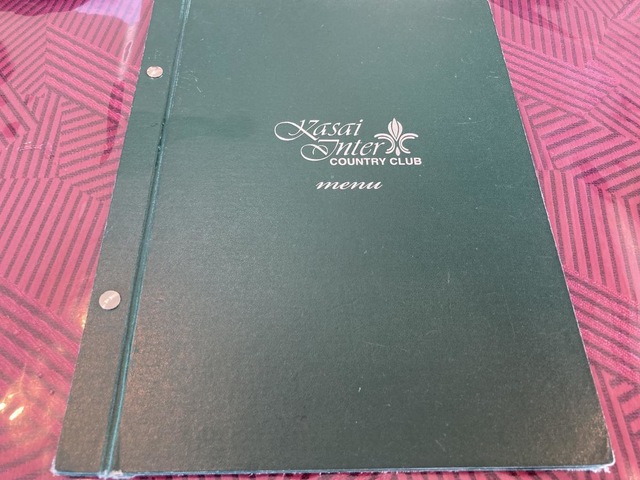 Kasai
Inter
COUNTRY CLUB
menu